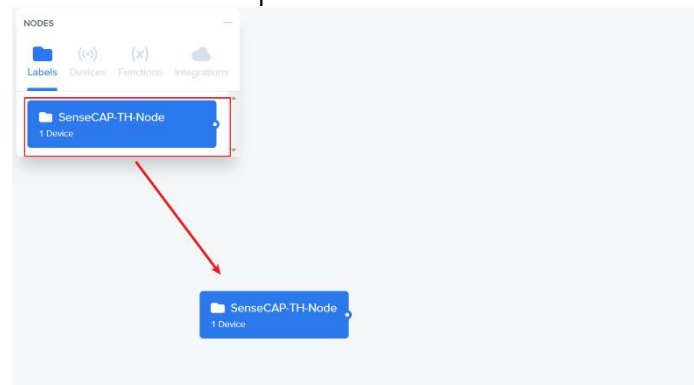 NODES
Labels Devices Functions Integrations
SenseCAP-TH-Node
1 Device
SenseCAP-TH-Node
1 Device